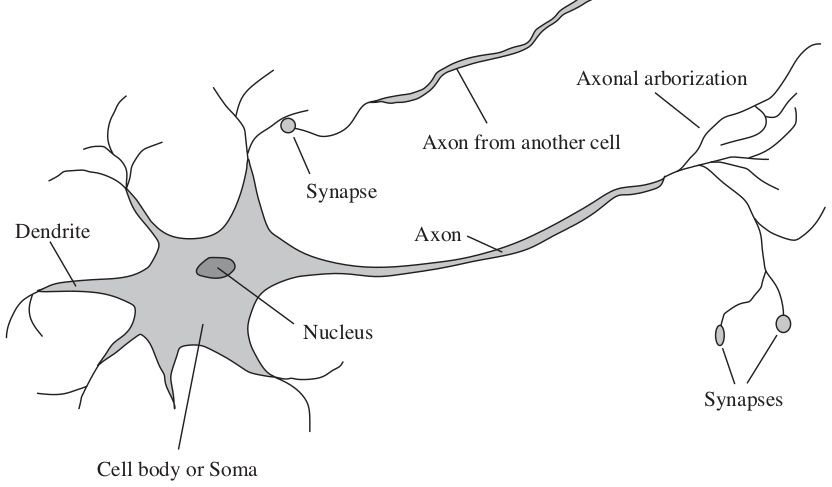 Axonal arborization
Axon from another cell
Synapse
Dendrite
Axon
Nucleus
Synapses
Cell body or Soma